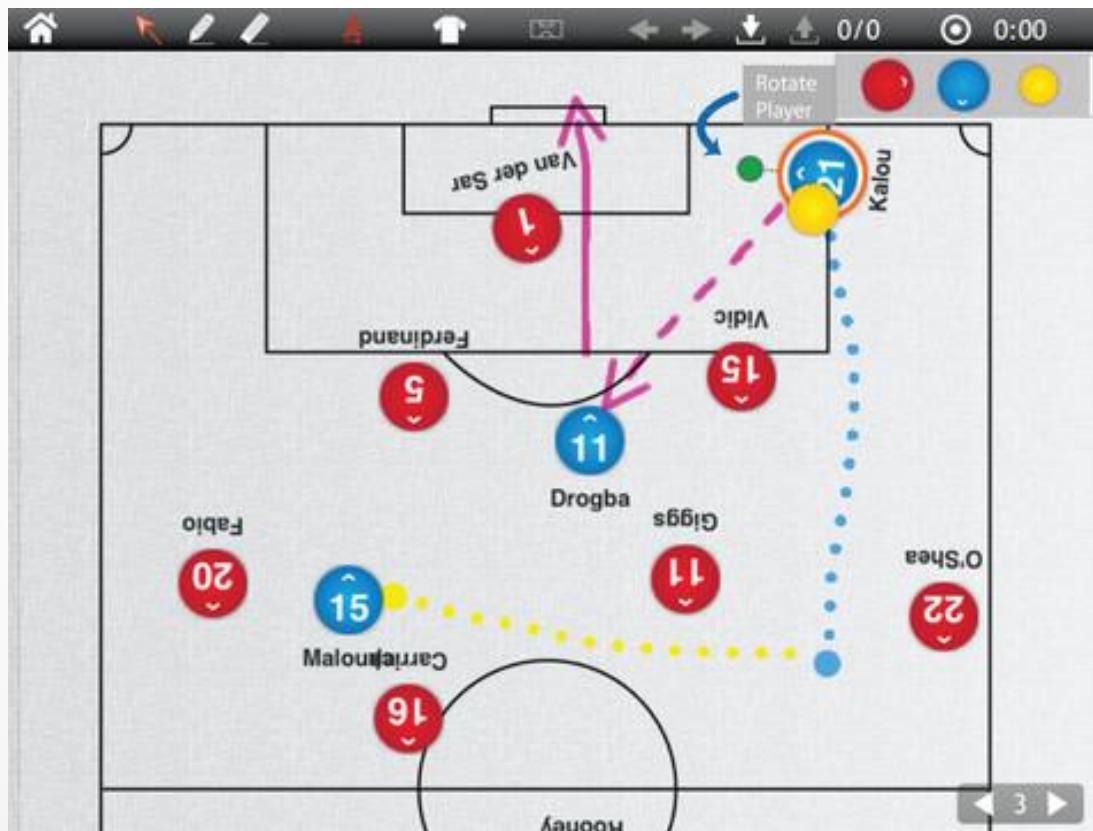 0/0
0:00
Rotate
Player
Van der Sar
1
21
Kalou
Ferdinand
5
Vidic
15
11
Drogba
Fabio
20
15
Malouda
Carrick
16
Giggs
11
O'Shea
22
Rooney
3